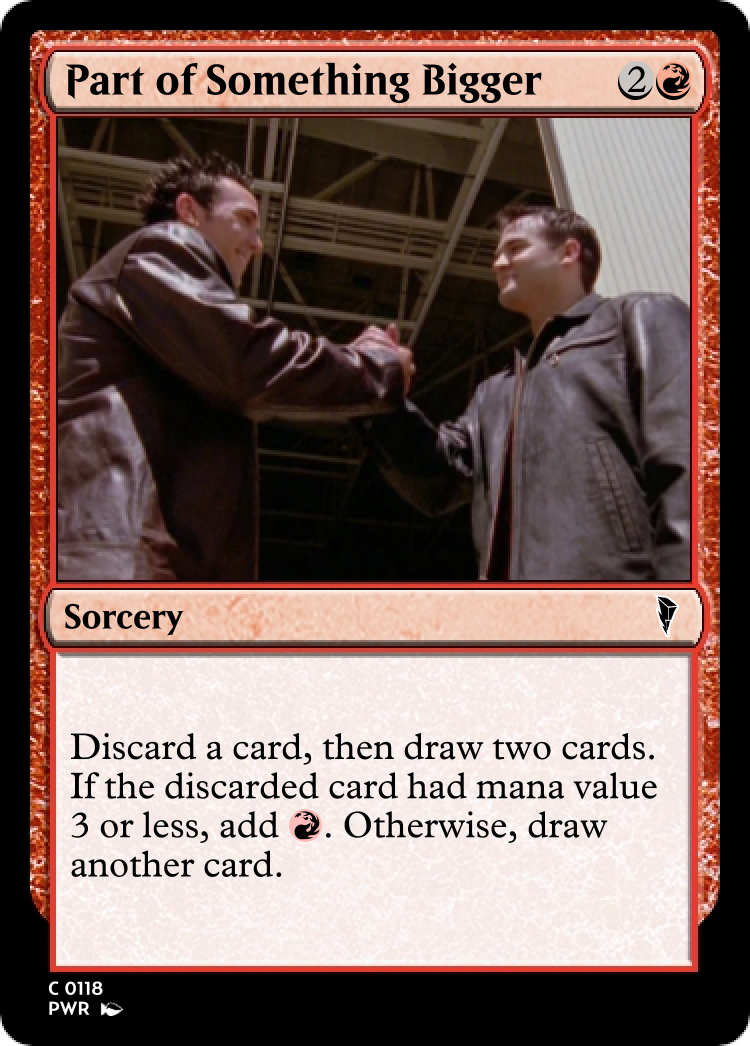 Part of Something Bigger 2
Sorcery
Discard a card, then draw two cards.
If the discarded card had mana value
3 or less, add . Otherwise, draw
another card.
C 0118
PWR